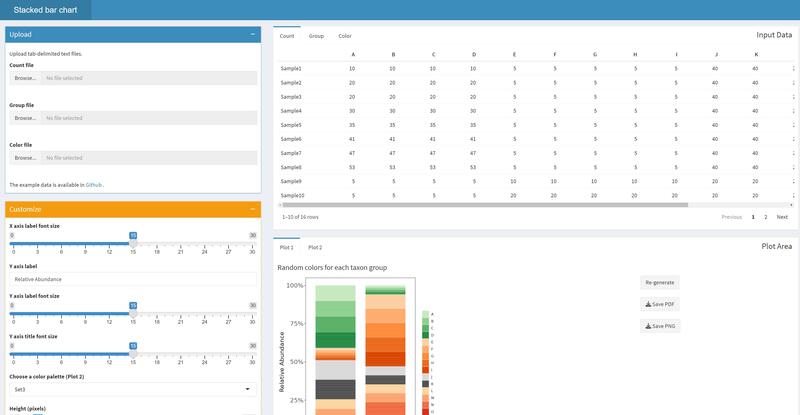 Stacked bar chart
Upload
Upload tab-delimited text files.
Count file
Browse... No file selected
Group file
Browse... No file selected
Color file
Browse... No file selected
The example data is available in Github .
Customize
X axis label font size
0 15 30
0 3 6 9 12 15 18 21 24 27 30
Y axis label
Relative Abundance
Y axis label font size
0 15 30
0 3 6 9 12 15 18 21 24 27 30
Y axis title font size
0 15 30
0 3 6 9 12 15 18 21 24 27 30
Choose a color palette (Plot 2)
Set3
Height (pixels)
Count Group Color Input Data
A B C D E F G H I J K
Sample1 10 10 10 10 5 5 5 5 5 40 40
Sample2 20 20 20 20 5 5 5 5 5 40 40
Sample3 20 20 20 20 5 5 5 5 5 40 40
Sample4 30 30 30 30 5 5 5 5 5 40 40
Sample5 35 35 35 35 5 5 5 5 5 40 40
Sample6 41 41 41 41 5 5 5 5 5 40 40
Sample7 47 47 47 47 5 5 5 5 5 40 40
Sample8 53 53 53 53 5 5 5 5 5 40 40
Sample9 5 5 5 5 10 10 10 10 10 20 20
Sample10 5 5 5 5 20 20 20 20 20 20 20
1–10 of 16 rows Previous 1 2 Next
Plot 1 Plot 2 Plot Area
Random colors for each taxon group
Re-generate
Save PDF
Save PNG
100%
75%
25%
Relative Abundance